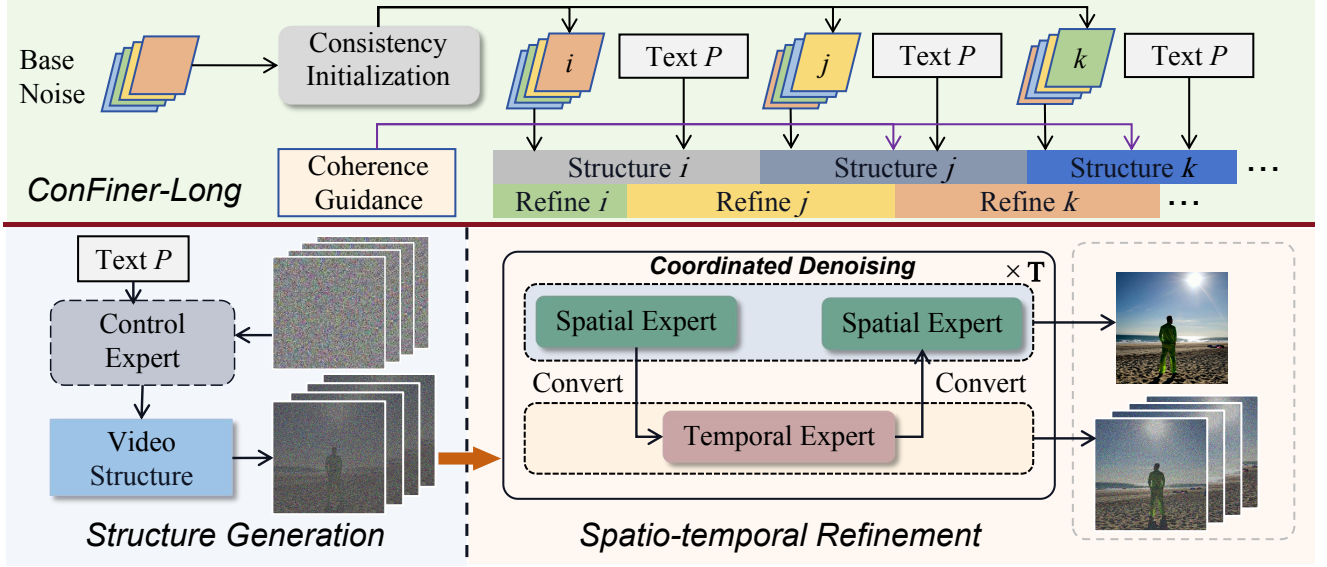 Base
Noise
Consistency
Initialization
i
Text P
j
Text P
k
Text P
Coherence
Guidance
ConFiner-Long
Structure i
Structure j
Structure k
...
Refine i
Refine j
Refine k
...
Text P
Control
Expert
Video
Structure
Structure Generation
Coordinated Denoising
× T
Spatial Expert
Spatial Expert
Convert
Convert
Temporal Expert
Spatio-temporal Refinement